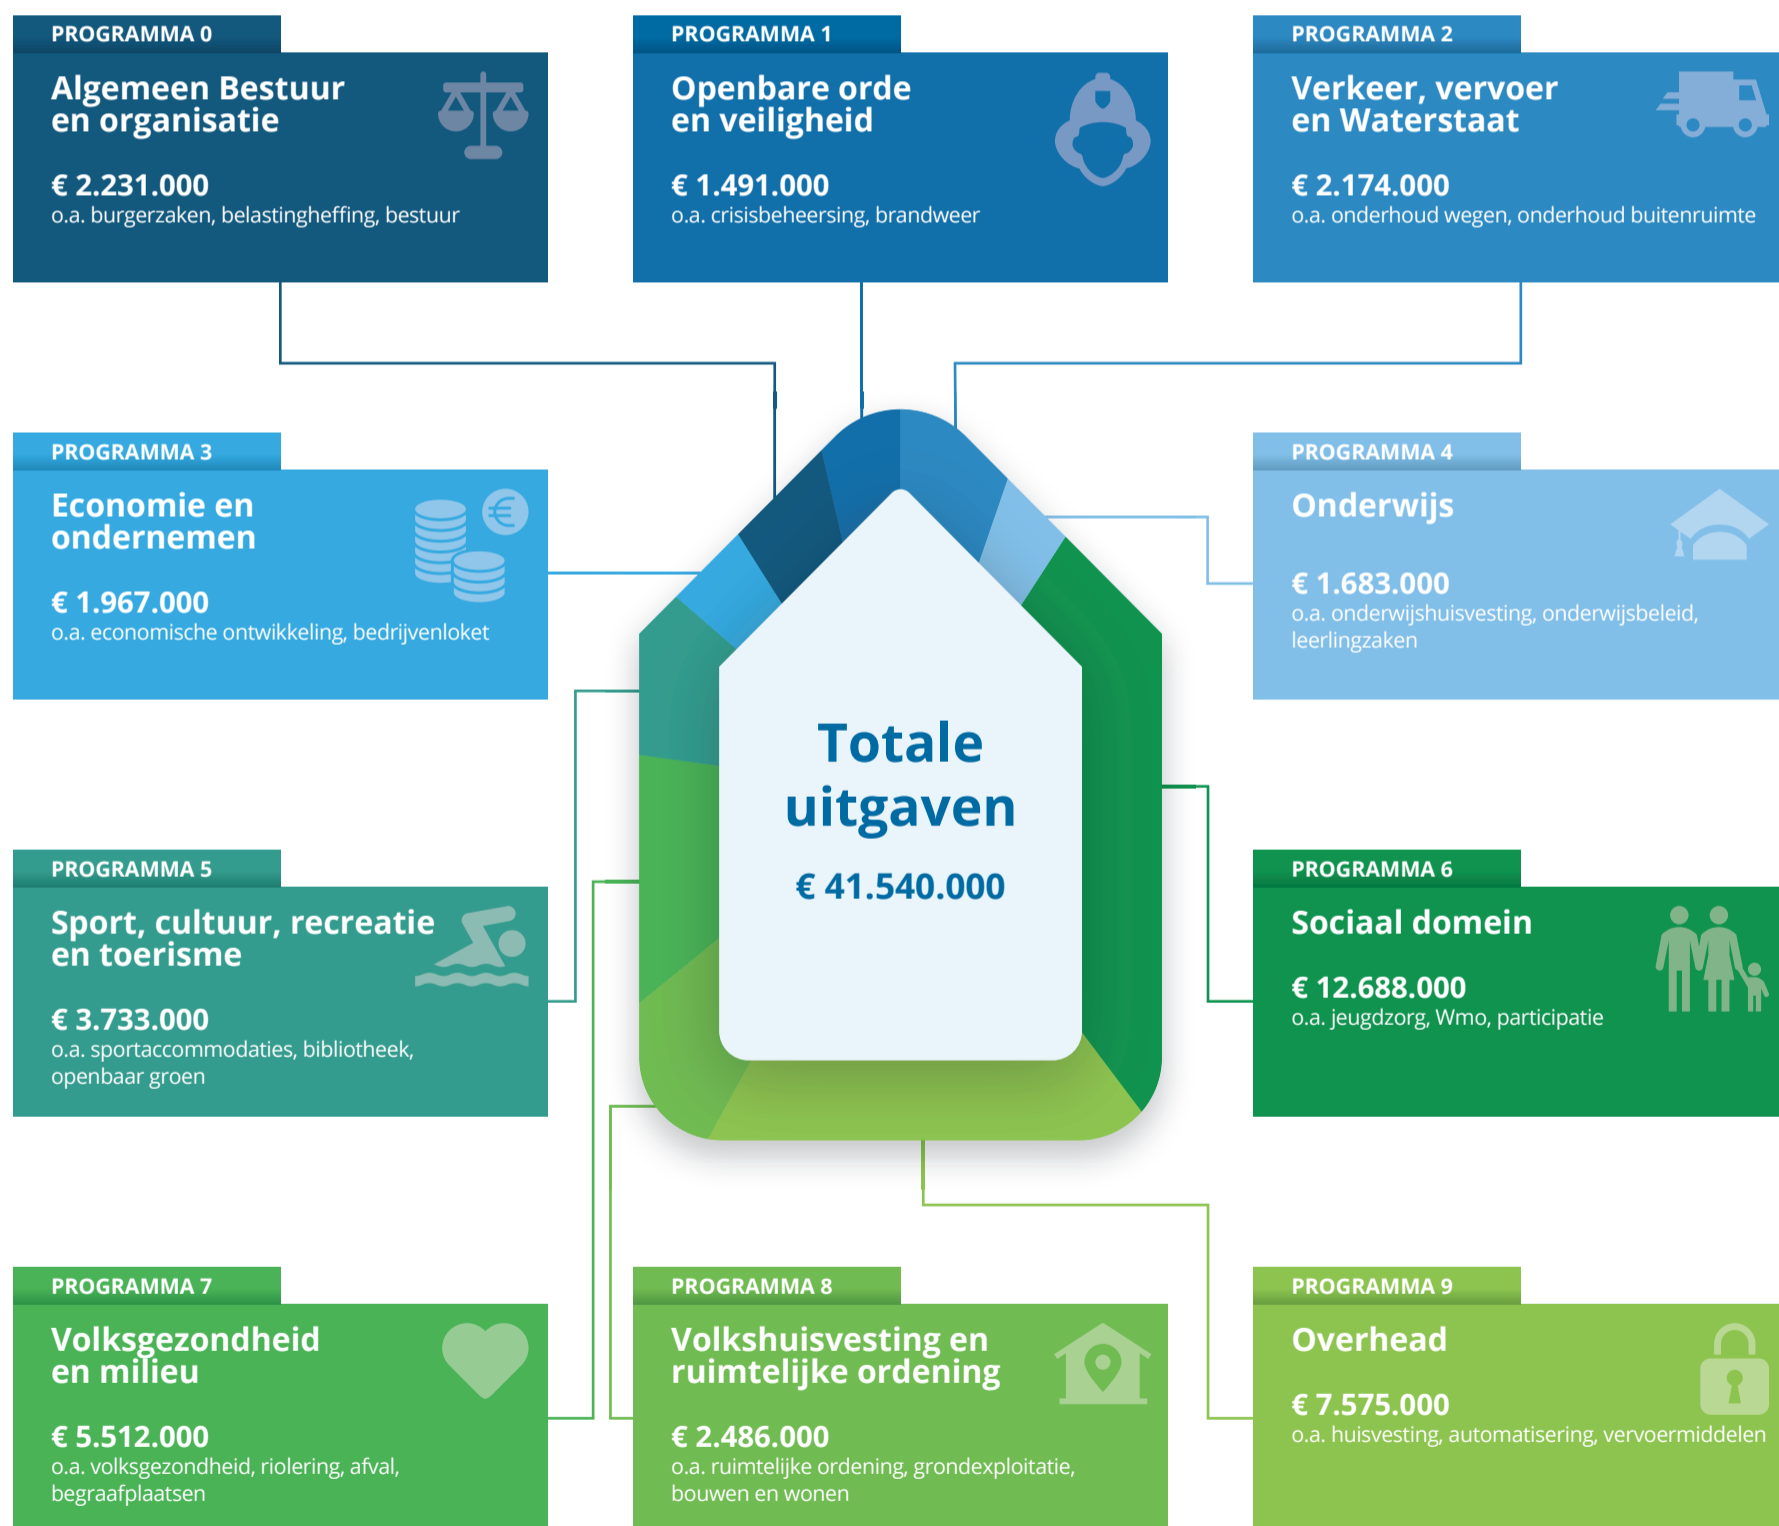 PROGRAMMA 0
Algemeen Bestuur
en organisatie
€ 2.231.000
o.a. burgerzaken, belastingheffing, bestuur
PROGRAMMA 1
Openbare orde
en veiligheid
€ 1.491.000
o.a. crisisbeheersing, brandweer
PROGRAMMA 2
Verkeer, vervoer
en Waterstaat
€ 2.174.000
o.a. onderhoud wegen, onderhoud buitenruimte
PROGRAMMA 3
Economie en
ondernemen
€ 1.967.000
o.a. economische ontwikkeling, bedrijvenloket
PROGRAMMA 4
Onderwijs
€ 1.683.000
o.a. onderwijshuisvesting, onderwijsbeleid,
leerlingzaken
Totale
uitgaven
€ 41.540.000
PROGRAMMA 5
Sport, cultuur, recreatie
en toerisme
€ 3.733.000
o.a. sportaccommodaties, bibliotheek,
openbaar groen
PROGRAMMA 6
Sociaal domein
€ 12.688.000
o.a. jeugdzorg, Wmo, participatie
PROGRAMMA 7
Volksgezondheid
en milieu
€ 5.512.000
o.a. volksgezondheid, riolering, afval,
begraafplaatsen
PROGRAMMA 8
Volkshuisvesting en
ruimtelijke ordening
€ 2.486.000
o.a. ruimtelijke ordening, grondexploitatie,
bouwen en wonen
PROGRAMMA 9
Overhead
€ 7.575.000
o.a. huisvesting, automatisering, vervoermiddelen